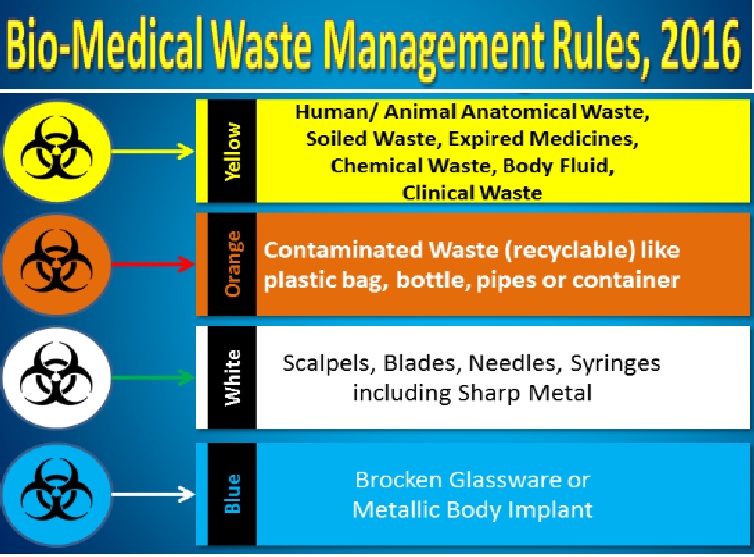 Bio-Medical Waste Management Rules, 2016
Yellow
Human/ Animal Anatomical Waste,
Soiled Waste, Expired Medicines,
Chemical Waste, Body Fluid,
Clinical Waste
Orange
Contaminated Waste (recyclable) like
plastic bag, bottle, pipes or container
White
Scalpels, Blades, Needles, Syringes
including Sharp Metal
Blue
Brocken Glassware or
Metallic Body Implant